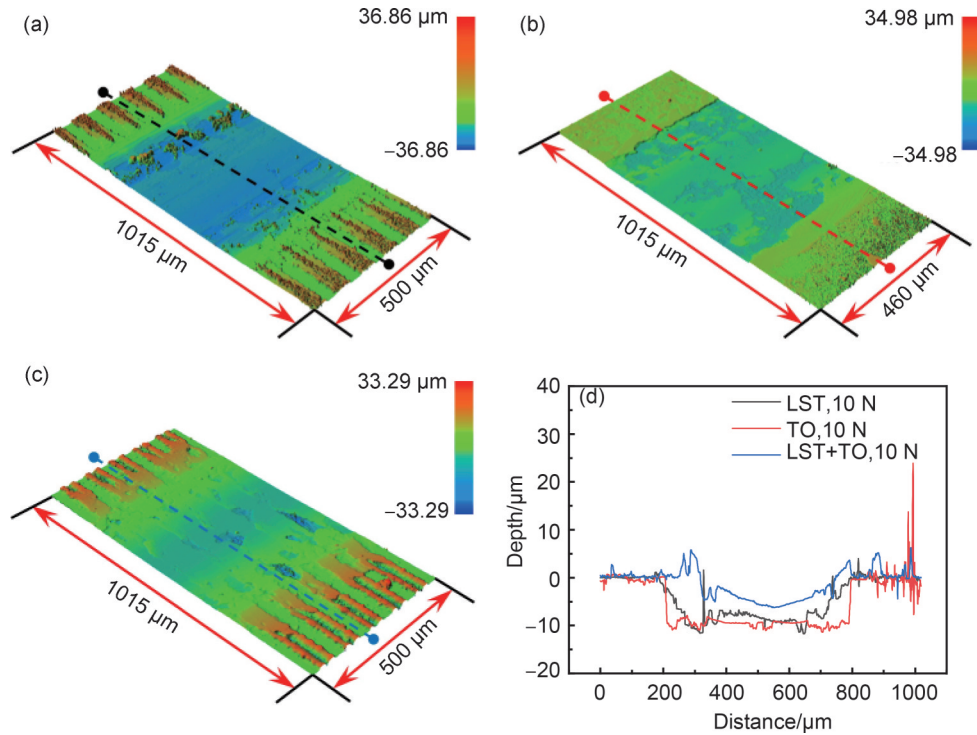 (a)
36.86 µm
−36.86
1015 µm
500 µm
(b)
34.98 µm
−34.98
1015 µm
460 µm
(c)
33.29 µm
−33.29
1015 µm
500 µm
(d)
LST,10 N
TO,10 N
LST+TO,10 N
Depth/µm
40
30
20
10
0
−10
−20
0 200 400 600 800 1000
Distance/µm